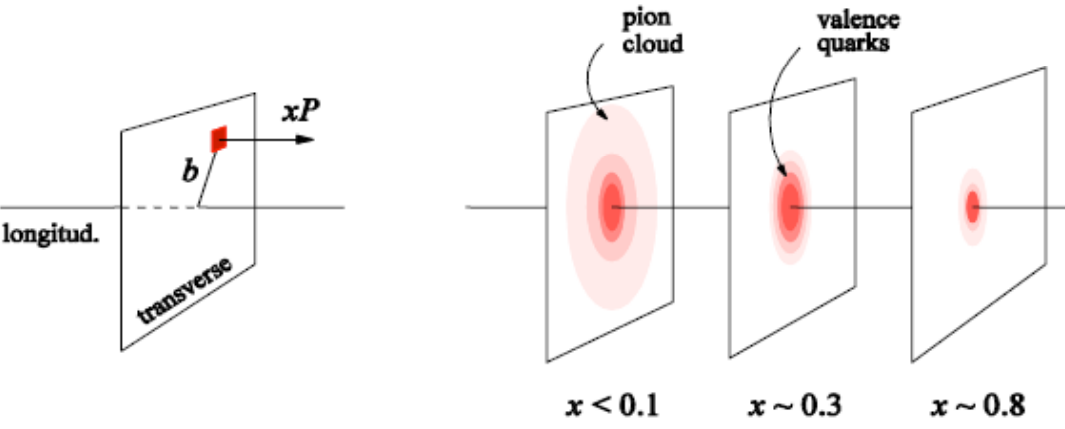 xP
b
longitud.
transverse
pion
cloud
valence
quarks
x < 0.1
x ~ 0.3
x ~ 0.8